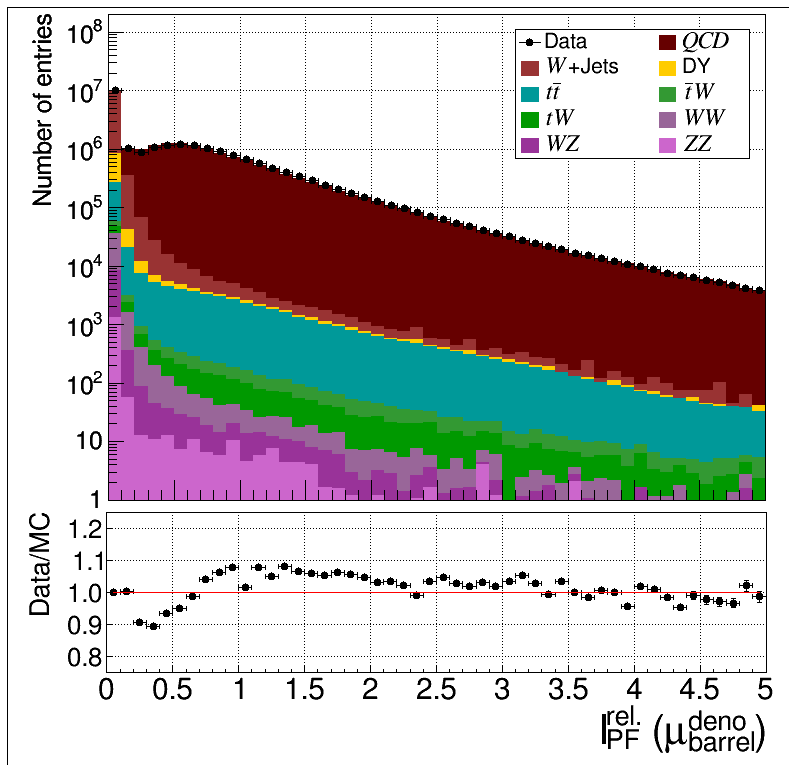 Number of entries
10^8
10^7
10^6
10^5
10^4
10^3
10^2
10
1
Data
QCD
W+Jets
DY
tt̄
t̄W
tW
WW
WZ
ZZ
Data/MC
1.2
1.1
1.0
0.9
0.8
0 0.5 1 1.5 2 2.5 3 3.5 4 4.5 5
I_PF^rel. (μ_barrel^deno)